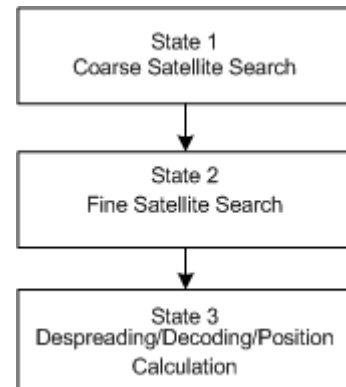 State 1
Coarse Satellite Search
State 2
Fine Satellite Search
State 3
Despreading/Decoding/Position
Calculation